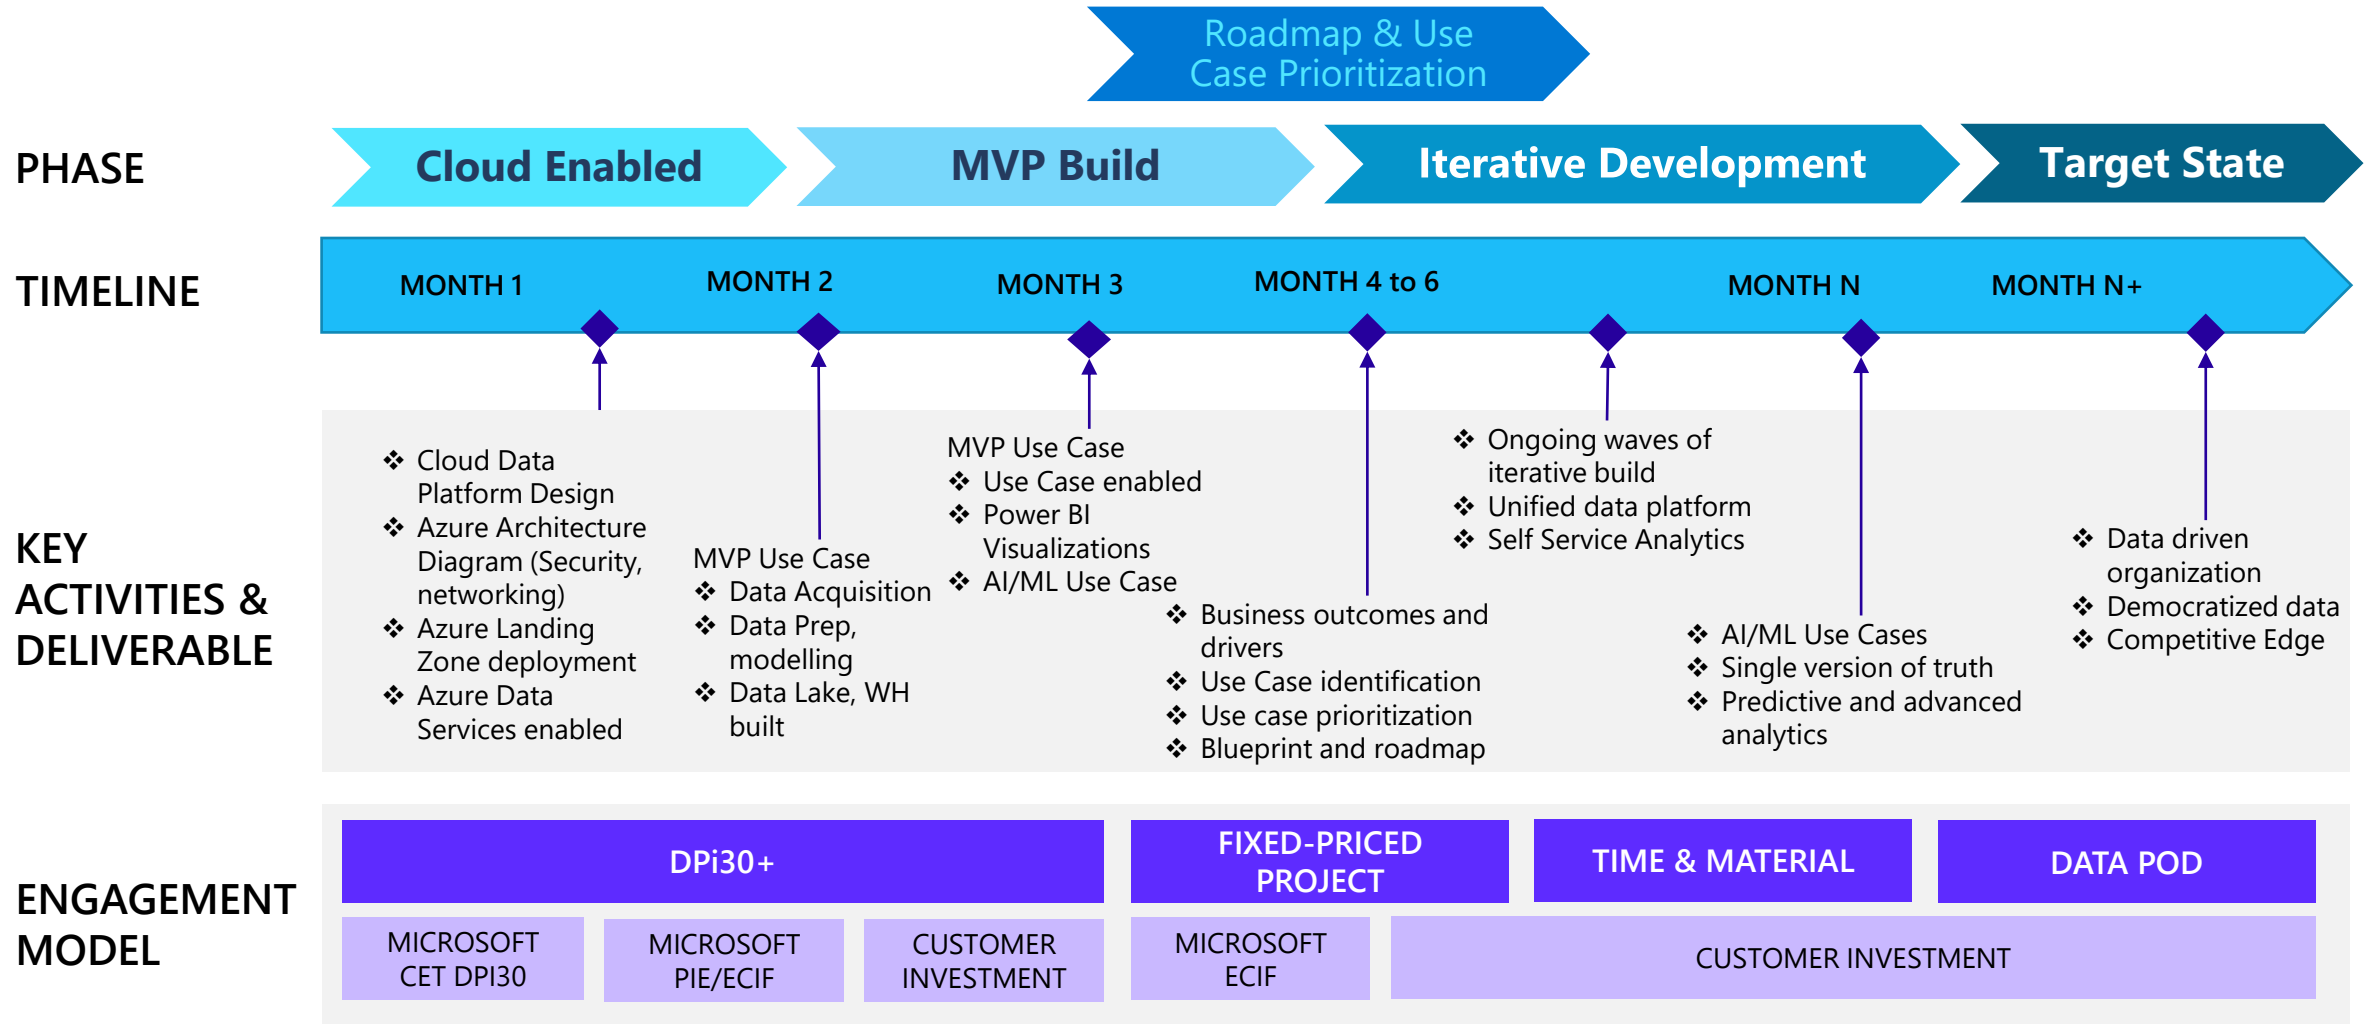 Roadmap & Use
Case Prioritization
PHASE
Cloud Enabled
MVP Build
Iterative Development
Target State
TIMELINE
MONTH 1
MONTH 2
MONTH 3
MONTH 4 to 6
MONTH N
MONTH N+
KEY
ACTIVITIES &
DELIVERABLE
❖ Cloud Data
Platform Design
❖ Azure Architecture
Diagram (Security,
networking)
❖ Azure Landing
Zone deployment
❖ Azure Data
Services enabled
MVP Use Case
❖ Data Acquisition
❖ Data Prep,
modelling
❖ Data Lake, WH
built
MVP Use Case
❖ Use Case enabled
❖ Power BI
Visualizations
❖ AI/ML Use Case
❖ Business outcomes and
drivers
❖ Use Case identification
❖ Use case prioritization
❖ Blueprint and roadmap
❖ Ongoing waves of
iterative build
❖ Unified data platform
❖ Self Service Analytics
❖ AI/ML Use Cases
❖ Single version of truth
❖ Predictive and advanced
analytics
❖ Data driven
organization
❖ Democratized data
❖ Competitive Edge
ENGAGEMENT
MODEL
DPi30+
FIXED-PRICED
PROJECT
TIME & MATERIAL
DATA POD
MICROSOFT
CET DPI30
MICROSOFT
PIE/ECIF
CUSTOMER
INVESTMENT
MICROSOFT
ECIF
CUSTOMER INVESTMENT